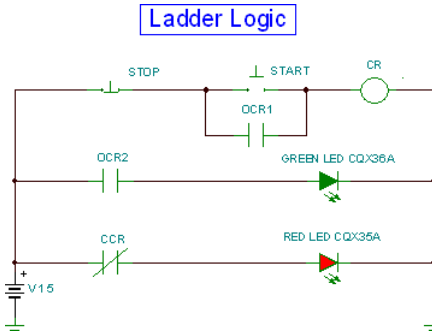 Ladder Logic
STOP
START
CR
OCR1
OCR2
GREEN LED CQX36A
CCR
RED LED CQX35A
+
V15